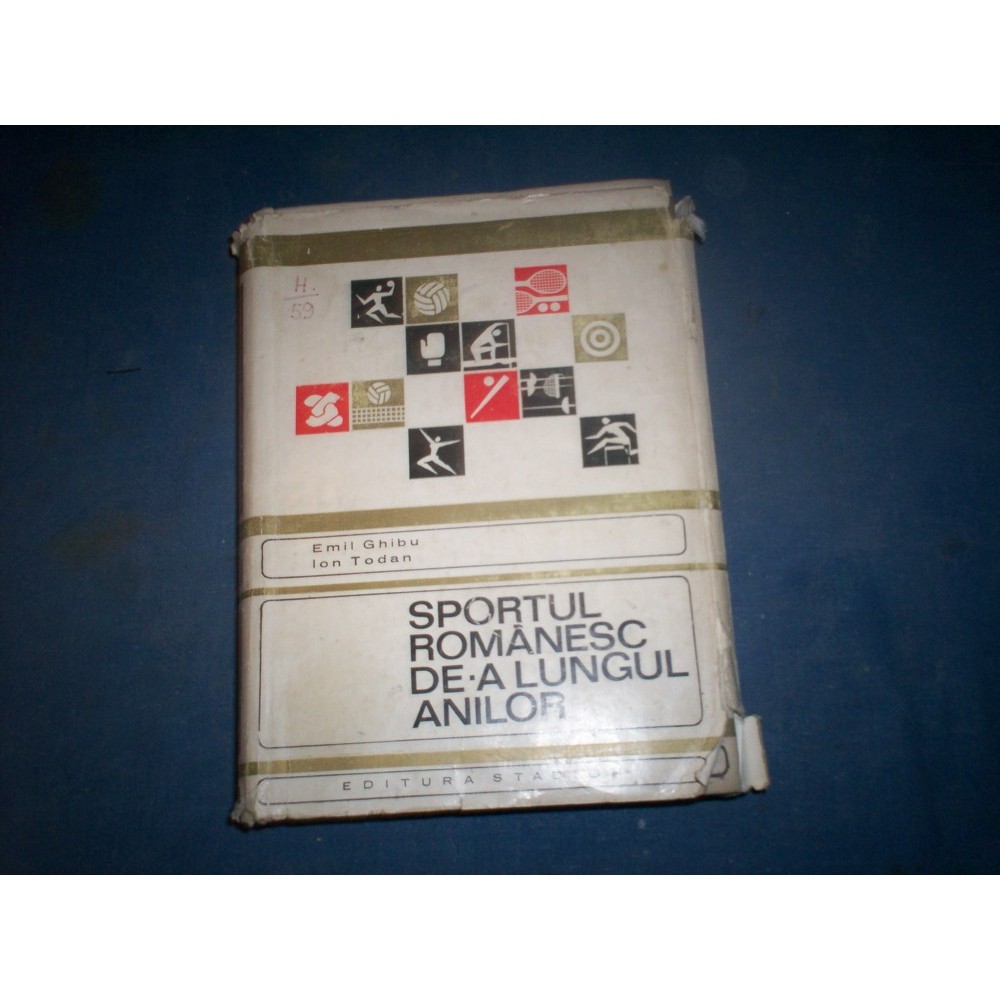 H.
59
Emil Ghibu
Ion Todan
SPORTUL
ROMÂNESC
DE-A LUNGUL
ANILOR
EDITURA